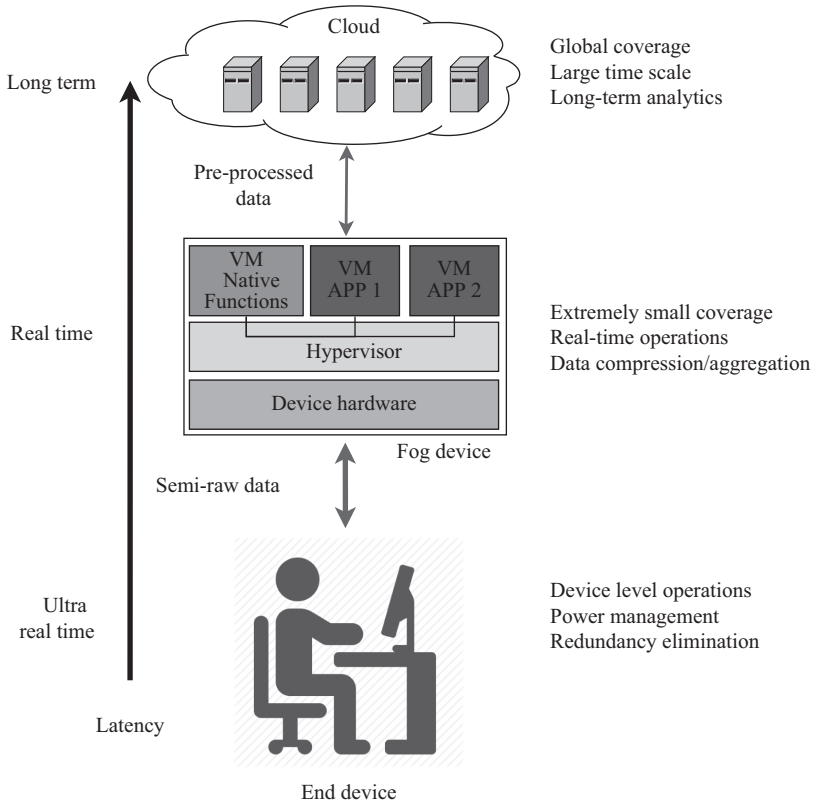 Cloud
Global coverage
Large time scale
Long-term analytics
Long term
Pre-processed
data
VM
Native
Functions
VM
APP 1
VM
APP 2
Hypervisor
Device hardware
Fog device
Real time
Extremely small coverage
Real-time operations
Data compression/aggregation
Semi-raw data
Ultra
real time
Device level operations
Power management
Redundancy elimination
Latency
End device